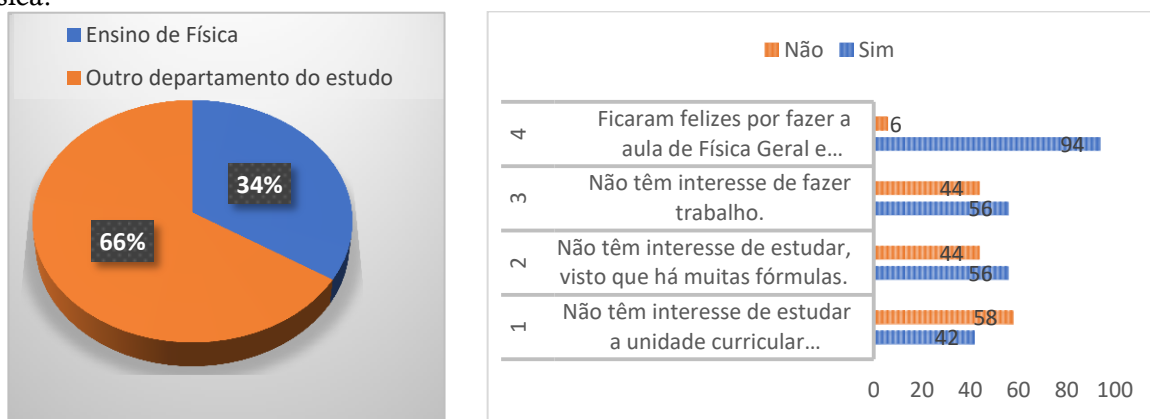 Ensino de Física
Outro departamento do estudo
34%
66%
Não Sim
4
Ficaram felizes por fazer a
aula de Física Geral e...
6
94
3
Não têm interesse de fazer
trabalho.
44
56
2
Não têm interesse de estudar,
visto que há muitas fórmulas.
44
56
1
Não têm interesse de estudar
a unidade curricular...
58
42
0 20 40 60 80 100